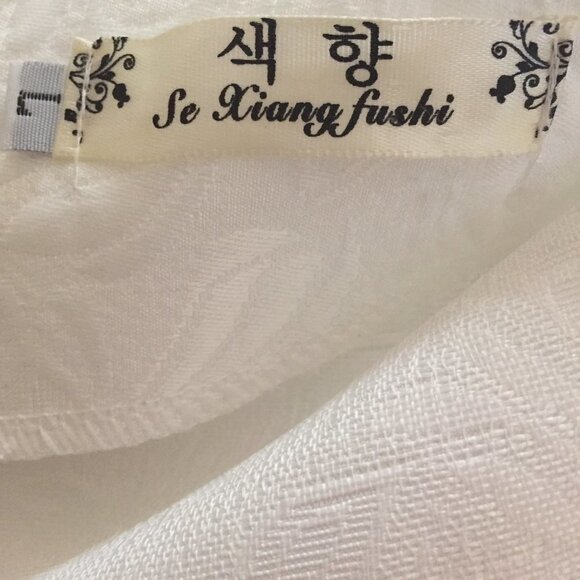 색 향
Se Xiang fushi
L